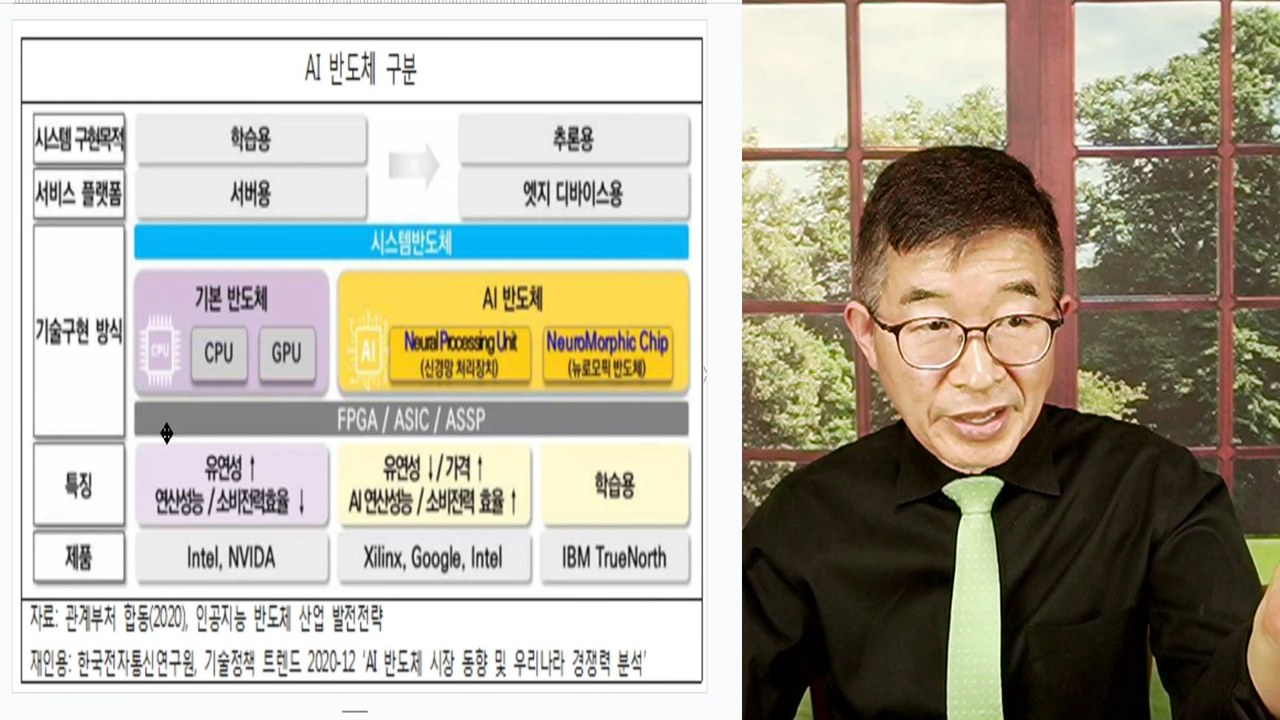 AI 반도체 구분
시스템 구현목적
학습용
추론용
서비스 플랫폼
서버용
엣지 디바이스용
시스템반도체
기술구현 방식
기본 반도체
CPU
CPU
GPU
AI 반도체
AI
Neural Processing Unit
(신경망 처리장치)
NeuroMorphic Chip
(뉴로모픽 반도체)
FPGA / ASIC / ASSP
특징
유연성 ↑
연산성능 / 소비전력효율 ↓
유연성 ↓ / 가격 ↑
AI 연산성능 / 소비전력 효율 ↑
학습용
제품
Intel, NVIDA
Xilinx, Google, Intel
IBM TrueNorth
자료: 관계부처 합동(2020), 인공지능 반도체 산업 발전전략
재인용: 한국전자통신연구원, 기술정책 트렌드 2020-12 'AI 반도체 시장 동향 및 우리나라 경쟁력 분석'